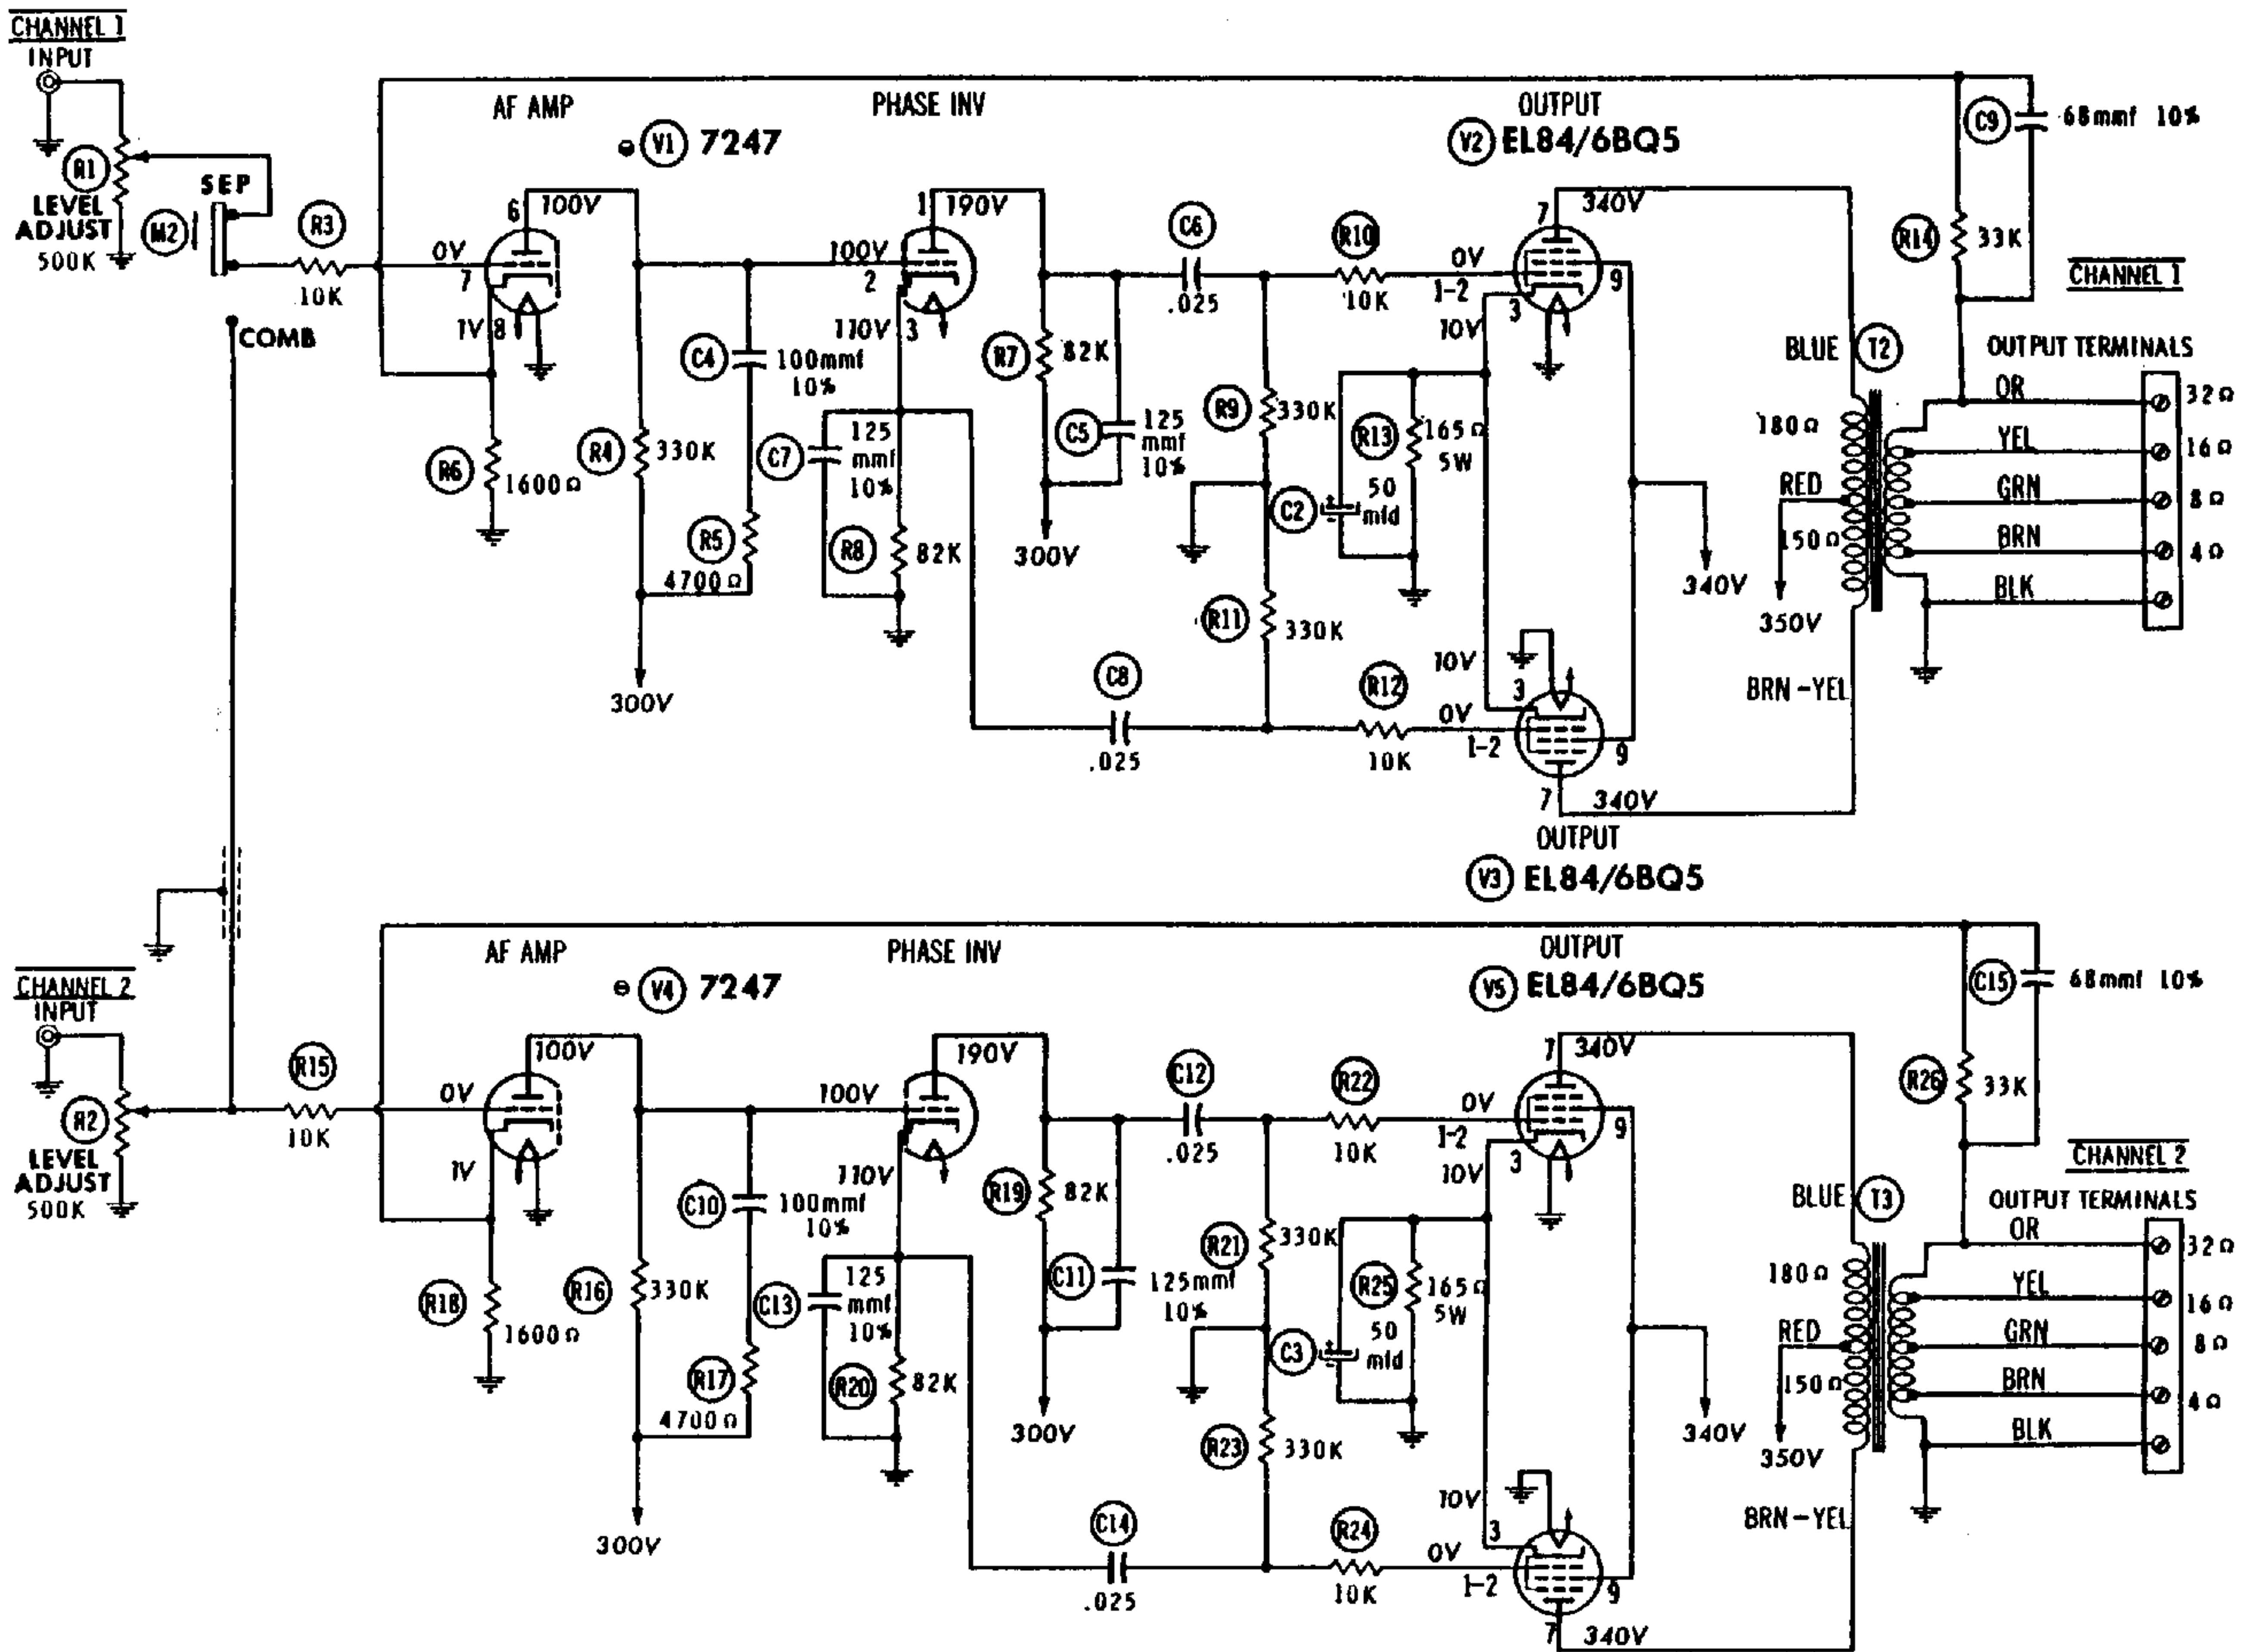 CHANNEL 1
INPUT
R1
LEVEL
ADJUST
500K
SEP
M2
COMB
R3
10K
AF AMP
V1 7247
PHASE INV
6 100V
0V
7
1V 8
R6
1600Ω
R4
330K
C4
100mmf
10%
R5
4700Ω
300V
1 190V
100V
2
110V 3
C7
125
mmf
10%
R8
82K
R7
82K
C5
125
mmf
10%
300V
C6
.025
C8
.025
R9
330K
R11
330K
R10
10K
R12
10K
OUTPUT
V2 EL84/6BQ5
7 340V
0V
1-2
3
9
10V
R13
165Ω
5W
C2
50
mfd
340V
10V
3
0V
1-2
9
7 340V
OUTPUT
V3 EL84/6BQ5
C9 68mmf 10%
R14 33K
BLUE T2
180Ω
RED
150Ω
350V
BRN-YEL
CHANNEL 1
OUTPUT TERMINALS
OR 32Ω
YEL 16Ω
GRN 8Ω
BRN 4Ω
BLK
CHANNEL 2
INPUT
R2
LEVEL
ADJUST
500K
R15
10K
AF AMP
V4 7247
PHASE INV
100V
0V
1V
R18
1600Ω
R16
330K
C10
100mmf
10%
R17
4700Ω
300V
190V
100V
110V
C13
125
mmf
10%
R20
82K
R19
82K
C11
125mmf
10%
300V
C12
.025
C14
.025
R21
330K
R23
330K
R22
10K
R24
10K
OUTPUT
V5 EL84/6BQ5
7 340V
0V
1-2
3
9
10V
R25
165Ω
5W
C3
50
mfd
340V
10V
3
0V
1-2
9
7 340V
C15 68mmf 10%
R26 33K
BLUE T3
180Ω
RED
150Ω
350V
BRN-YEL
CHANNEL 2
OUTPUT TERMINALS
OR 32Ω
YEL 16Ω
GRN 8Ω
BRN 4Ω
BLK